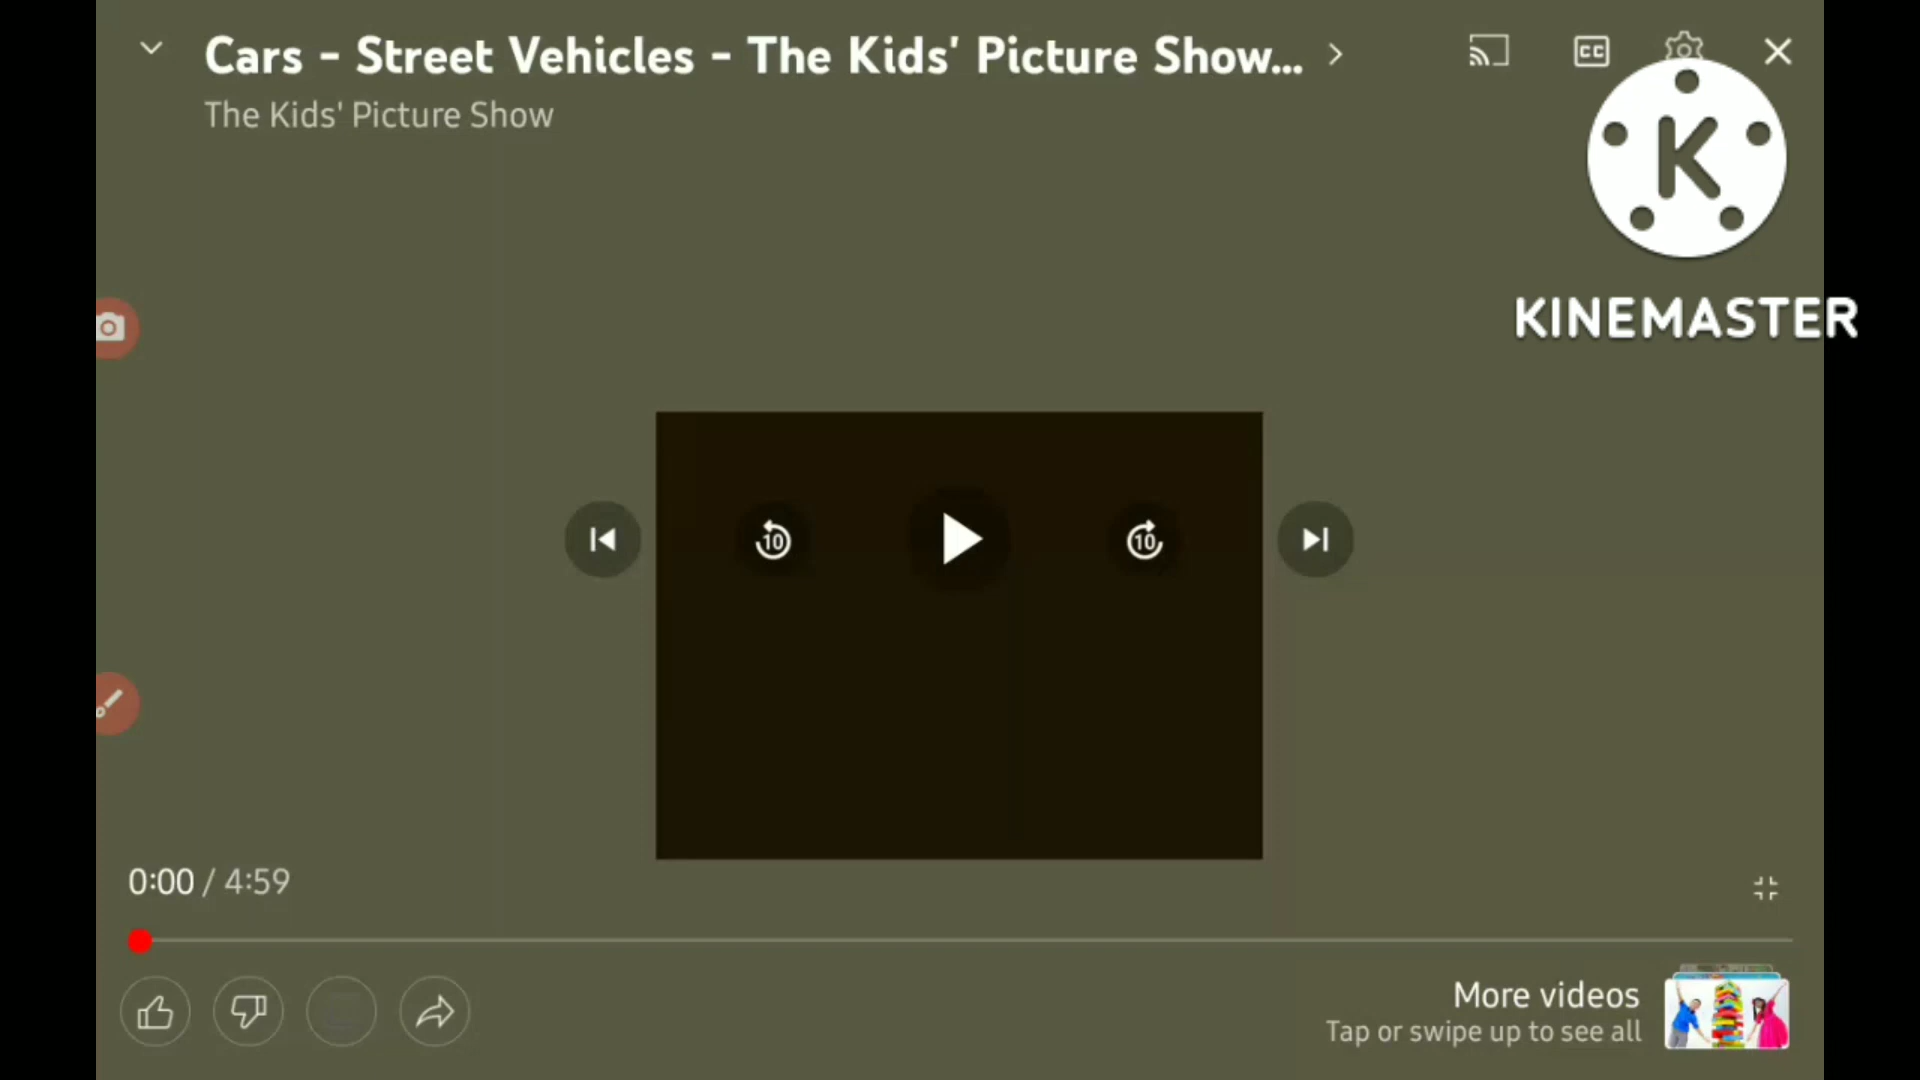 Cars - Street Vehicles - The Kids' Picture Show...
The Kids' Picture Show
CC
K
KINEMASTER
10
10
0:00 / 4:59
More videos
Tap or swipe up to see all